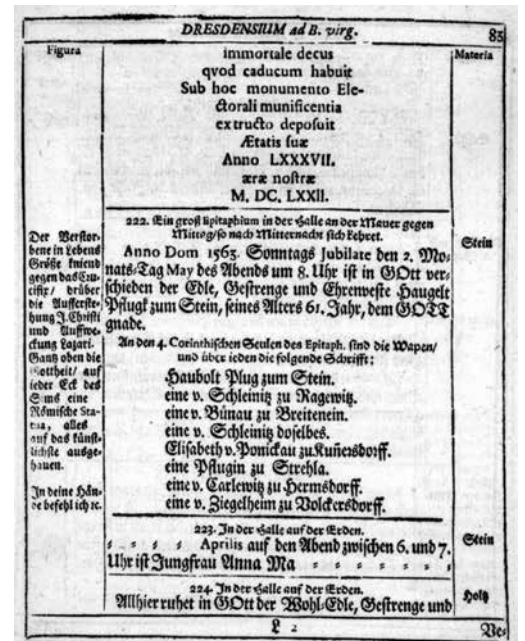 DRESDENSIUM ad B. virg. 83
Figura
Materia
immortale decus
qvod caducum habuit
Sub hoc monumento Ele-
ctorali munificentia
extructo deposuit
Ætatis suæ
Anno LXXXVII.
æræ nostræ
M. DC. LXXII.
222. Ein groß Epitaphium in der Halle an der Mauer gegen
Mittag/so nach Mitternacht sich kehret.
Anno Dom 1563. Sonntags Jubilate den 2. Mo-
nats-Tag May des Abends um 8. Uhr ist in GOtt ver-
schieden der Edle, Gestrenge und Ehrenveste Haugelt
Pflugk zum Stein, seines Alters 61. Jahr, dem GOTT
gnade.
An den 4. Corinthischen Seulen des Epitaph. sind die Wapen/
und über ieden die folgende Schrifft:
Haubolt Plug zum Stein.
eine v. Schleinitz zu Ragewitz.
eine v. Bünau zu Breitenein.
eine v. Schleinitz doselbes.
Elisabeth v. Ponickau zu Kunersdorff.
eine Pflugin zu Strehla.
eine v. Carlewitz zu Hermsdorff.
eine v. Ziegelheim zu Volckersdorff.
Der Verstor-
bene in Lebens
Größe kniend
gegen das Cru-
cifix/ drüber
die Aufferste-
hung J. Christi
und Auffwe-
ckung Lazari.
Gantz oben die
Gottheit/ auf
ieder Eck des
Sims eine
Römische Sta-
tua, alles
auf das künst-
lichste ausge-
hauen.
In deine Hän-
de befehl ich ꝛc.
Stein
223. In der Halle auf der Erden.
Aprilis auf den Abend zwischen 6. und 7.
Uhr ist Jungfrau Anna Ma
Stein
224. In der Halle auf der Erden.
Allhier ruhet in GOtt der Wohl-Edle, Gestrenge und
Holtz
L 2
Ve-